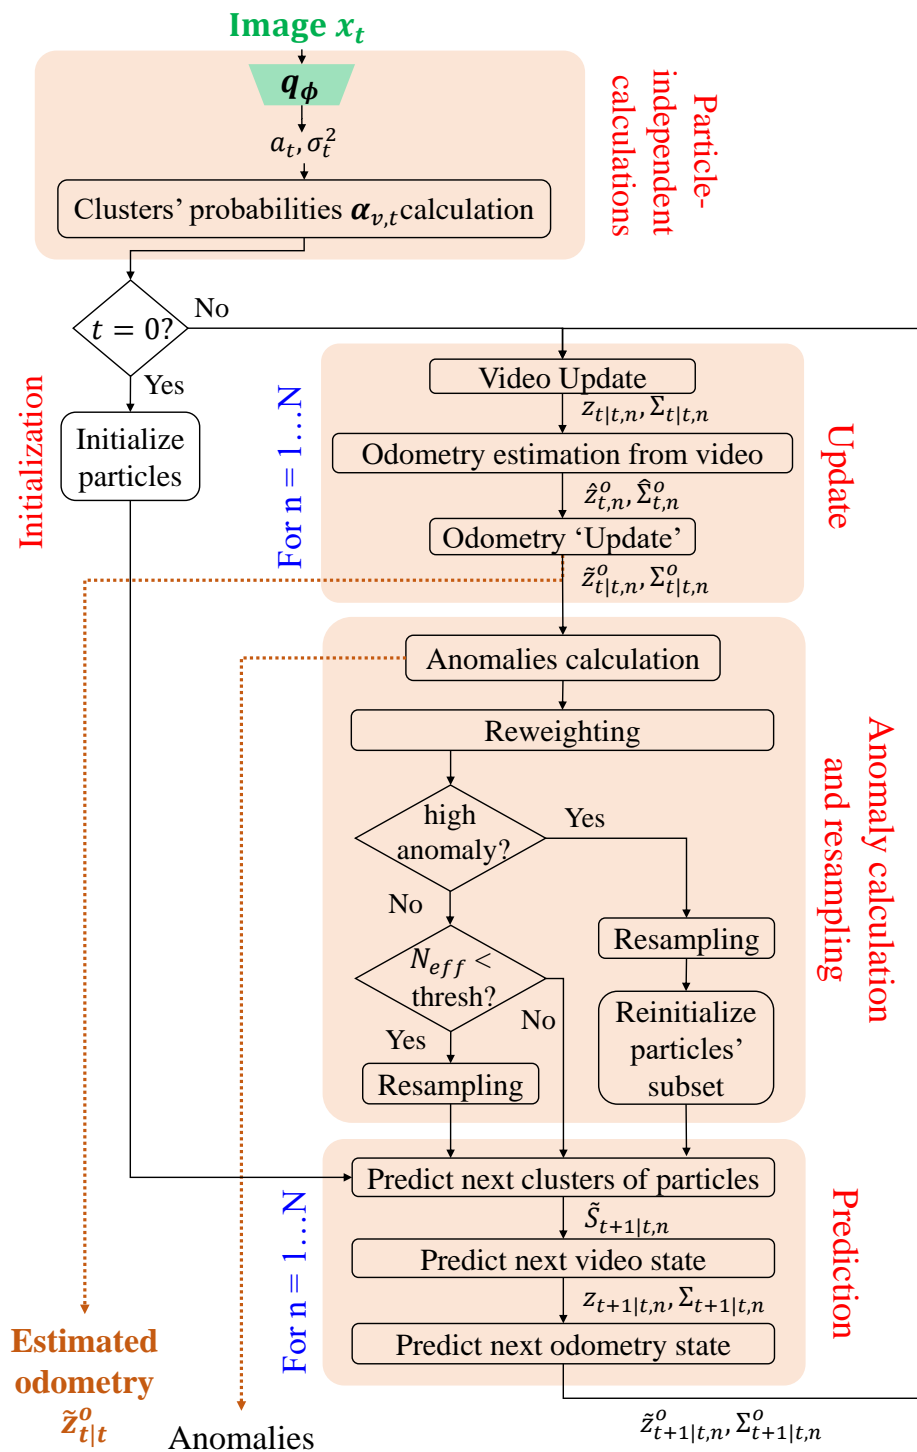 Image x_t
q_ϕ
a_t, σ_t^2
Clusters' probabilities α_{v,t} calculation
Particle-
independent
calculations
t = 0?
No
Yes
Initialization
Initialize
particles
For n = 1…N
Video Update
z_{t|t,n}, Σ_{t|t,n}
Odometry estimation from video
ẑ^o_{t,n}, Σ̂^o_{t,n}
Odometry ‘Update’
z̃^o_{t|t,n}, Σ^o_{t|t,n}
Update
Anomalies calculation
Reweighting
high
anomaly?
Yes
No
N_{eff} <
thresh?
Yes
No
Resampling
Resampling
Reinitialize
particles'
subset
Anomaly calculation
and resampling
For n = 1…N
Predict next clusters of particles
S̃_{t+1|t,n}
Predict next video state
z_{t+1|t,n}, Σ_{t+1|t,n}
Predict next odometry state
Prediction
z̃^o_{t+1|t,n}, Σ^o_{t+1|t,n}
Estimated
odometry
z̃^o_{t|t}
Anomalies